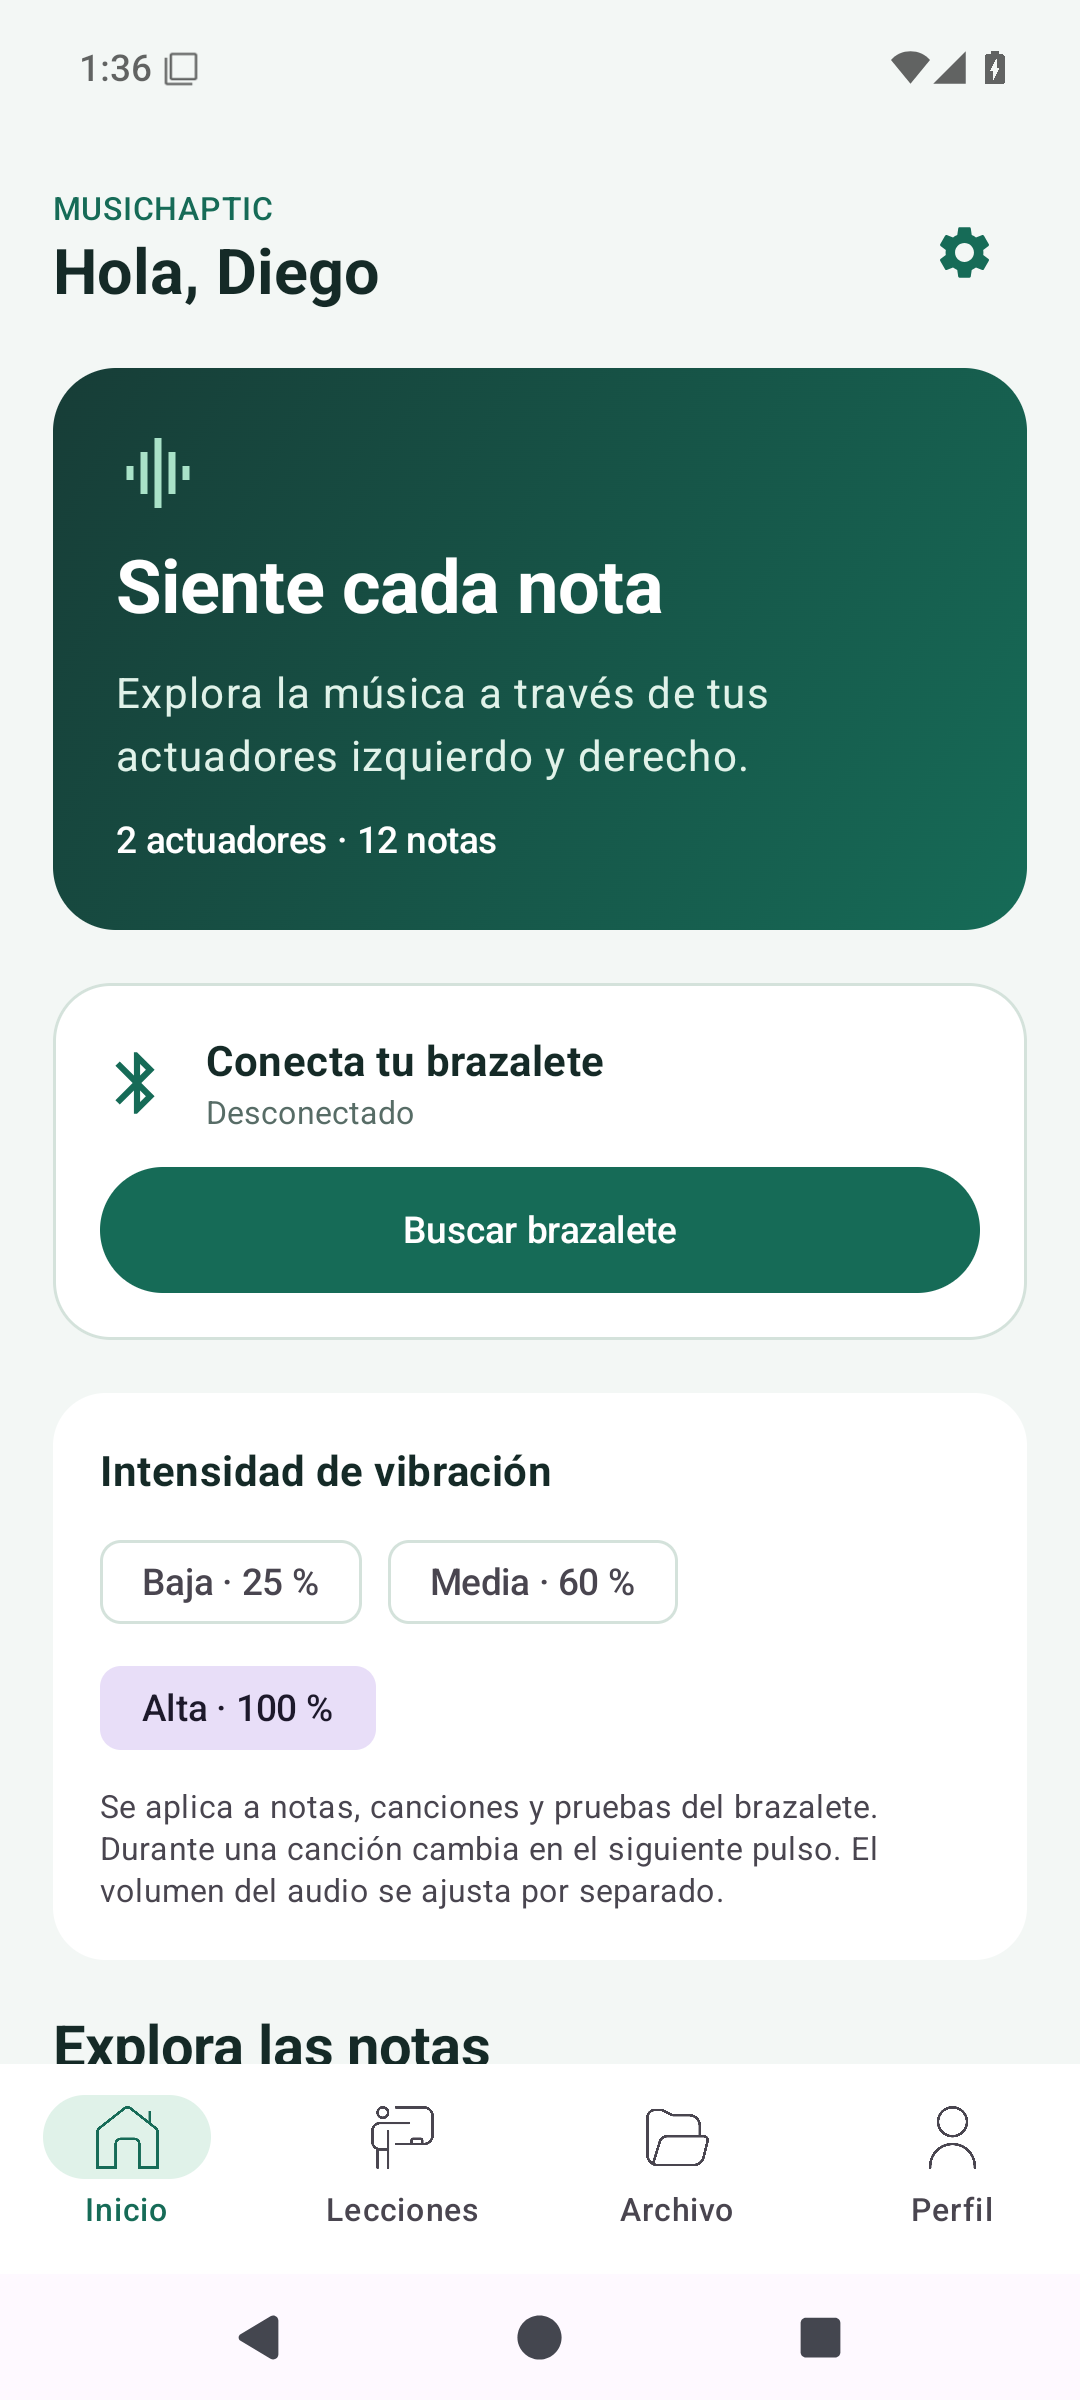 1:36
MUSICHAPTIC
Hola, Diego
Siente cada nota
Explora la música a través de tus
actuadores izquierdo y derecho.
2 actuadores · 12 notas
Conecta tu brazalete
Desconectado
Buscar brazalete
Intensidad de vibración
Baja · 25 %
Media · 60 %
Alta · 100 %
Se aplica a notas, canciones y pruebas del brazalete.
Durante una canción cambia en el siguiente pulso. El
volumen del audio se ajusta por separado.
Explora las notas
Inicio
Lecciones
Archivo
Perfil